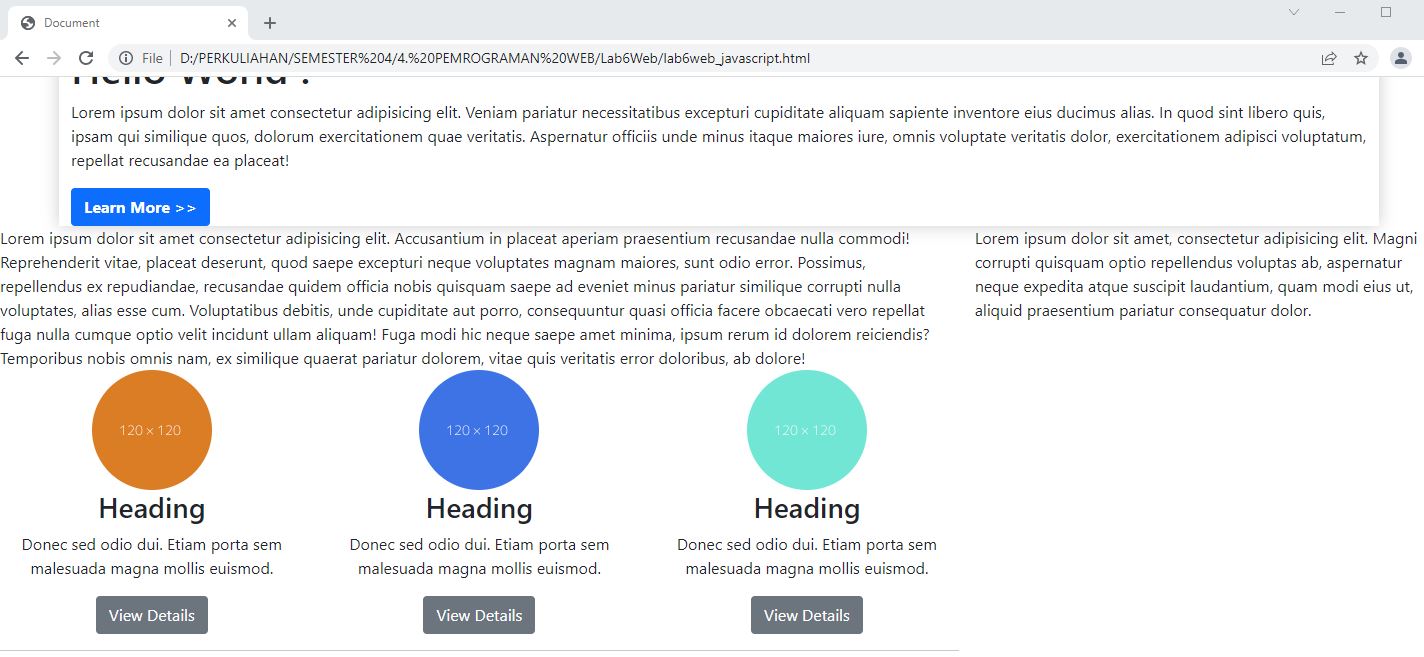 Document
File
D:/PERKULIAHAN/SEMESTER%204/4.%20PEMROGRAMAN%20WEB/Lab6Web/lab6web_javascript.html
Hello World !
Lorem ipsum dolor sit amet consectetur adipisicing elit. Veniam pariatur necessitatibus excepturi cupiditate aliquam sapiente inventore eius ducimus alias. In quod sint libero quis,
ipsam qui similique quos, dolorum exercitationem quae veritatis. Aspernatur officiis unde minus itaque maiores iure, omnis voluptate veritatis dolor, exercitationem adipisci voluptatum,
repellat recusandae ea placeat!
Learn More >>
Lorem ipsum dolor sit amet consectetur adipisicing elit. Accusantium in placeat aperiam praesentium recusandae nulla commodi!
Reprehenderit vitae, placeat deserunt, quod saepe excepturi neque voluptates magnam maiores, sunt odio error. Possimus,
repellendus ex repudiandae, recusandae quidem officia nobis quisquam saepe ad eveniet minus pariatur similique corrupti nulla
voluptates, alias esse cum. Voluptatibus debitis, unde cupiditate aut porro, consequuntur quasi officia facere obcaecati vero repellat
fuga nulla cumque optio velit incidunt ullam aliquam! Fuga modi hic neque saepe amet minima, ipsum rerum id dolorem reiciendis?
Temporibus nobis omnis nam, ex similique quaerat pariatur dolorem, vitae quis veritatis error doloribus, ab dolore!
Lorem ipsum dolor sit amet, consectetur adipisicing elit. Magni
corrupti quisquam optio repellendus voluptas ab, aspernatur
neque expedita atque suscipit laudantium, quam modi eius ut,
aliquid praesentium pariatur consequatur dolor.
120 × 120
Heading
Donec sed odio dui. Etiam porta sem
malesuada magna mollis euismod.
View Details
120 × 120
Heading
Donec sed odio dui. Etiam porta sem
malesuada magna mollis euismod.
View Details
120 × 120
Heading
Donec sed odio dui. Etiam porta sem
malesuada magna mollis euismod.
View Details